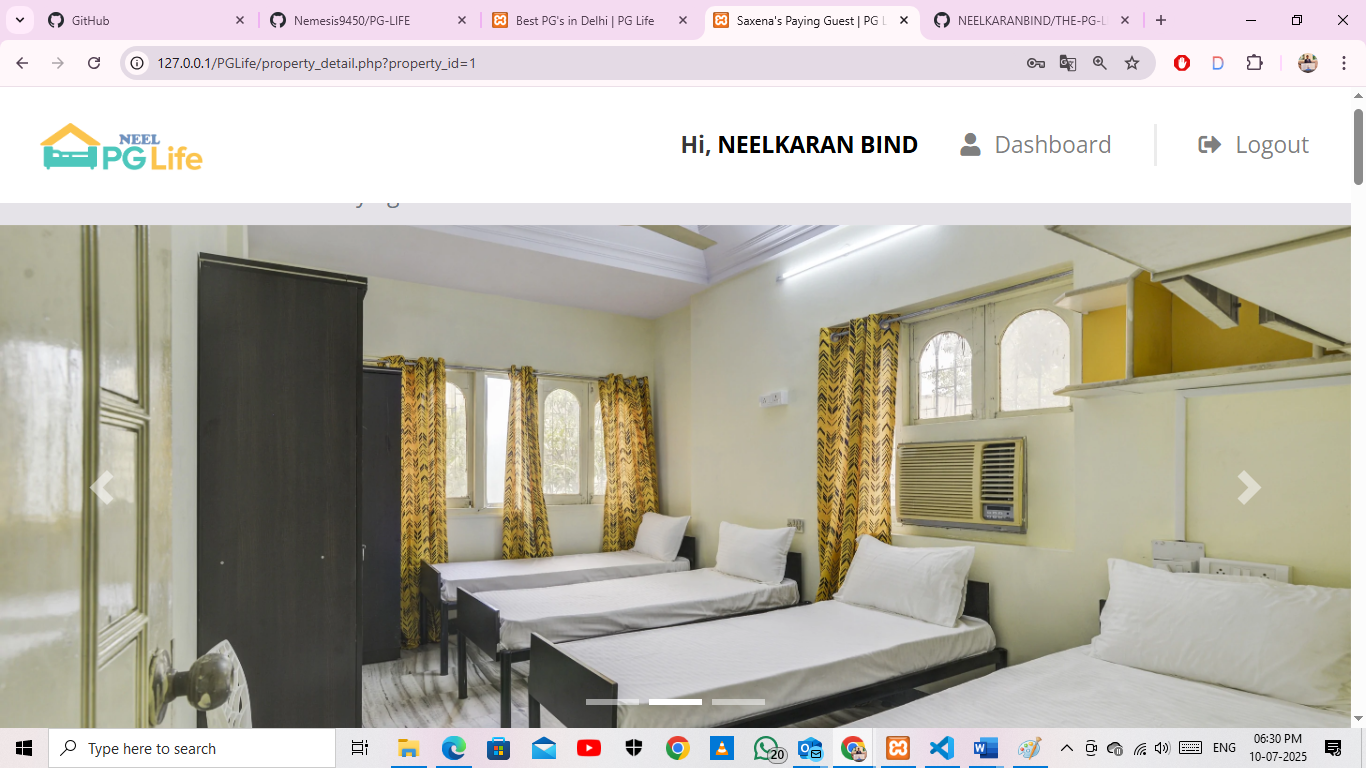 GitHub
Nemesis9450/PG-LIFE
Best PG's in Delhi | PG Life
Saxena's Paying Guest | PG L
NEELKARANBIND/THE-PG-LI
127.0.0.1/PGLife/property_detail.php?property_id=1
NEEL
PG Life
Hi, NEELKARAN BIND
Dashboard
Logout
Type here to search
20
ENG
06:30 PM
10-07-2025